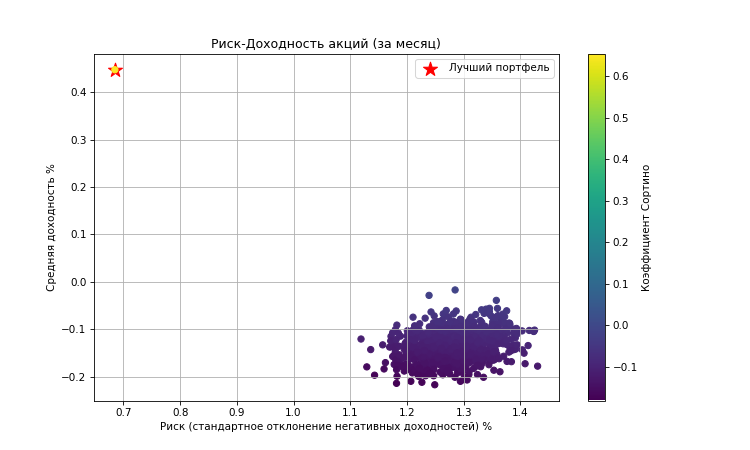 Риск-Доходность акций (за месяц)
Лучший портфель
0.4
0.3
0.2
0.1
0.0
−0.1
−0.2
Средняя доходность %
0.7 0.8 0.9 1.0 1.1 1.2 1.3 1.4
Риск (стандартное отклонение негативных доходностей) %
0.6
0.5
0.4
0.3
0.2
0.1
0.0
−0.1
Коэффициент Сортино